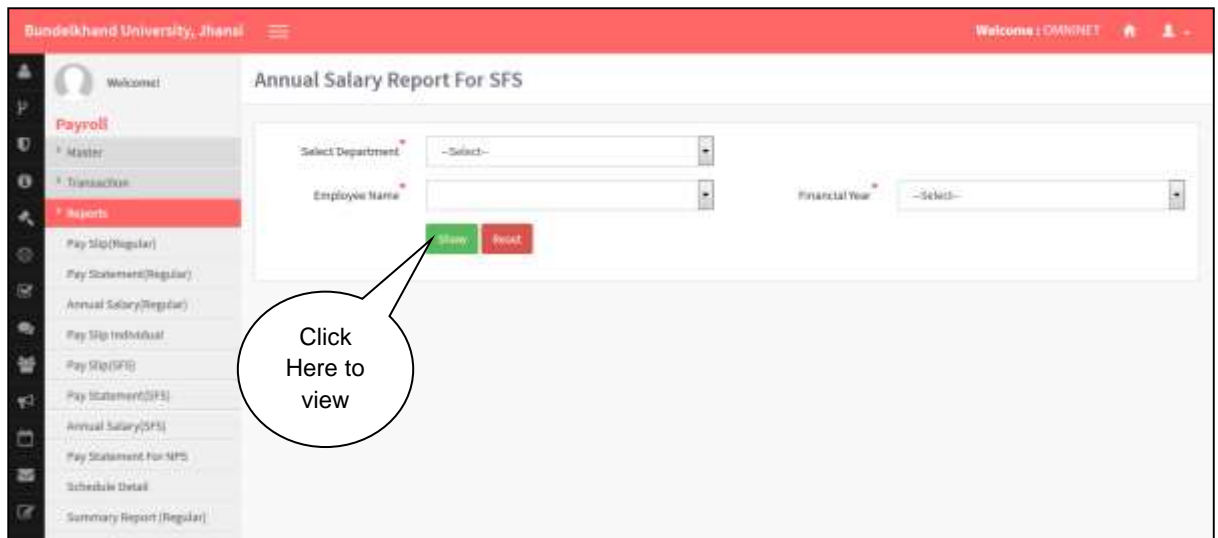 Bundelkhand University, Jhansi
Welcome : OMNINET
Welcome!
Annual Salary Report For SFS
Payroll
Master
Transaction
Reports
Pay Slip(Regular)
Pay Statement(Regular)
Annual Salary(Regular)
Pay Slip Individual
Pay Slip(SFS)
Pay Statement(SFS)
Annual Salary(SFS)
Pay Statement For NPS
Schedule Detail
Summary Report (Regular)
Select Department*
--Select--
Employee Name*
Financial Year*
--Select--
Show
Reset
Click
Here to
view